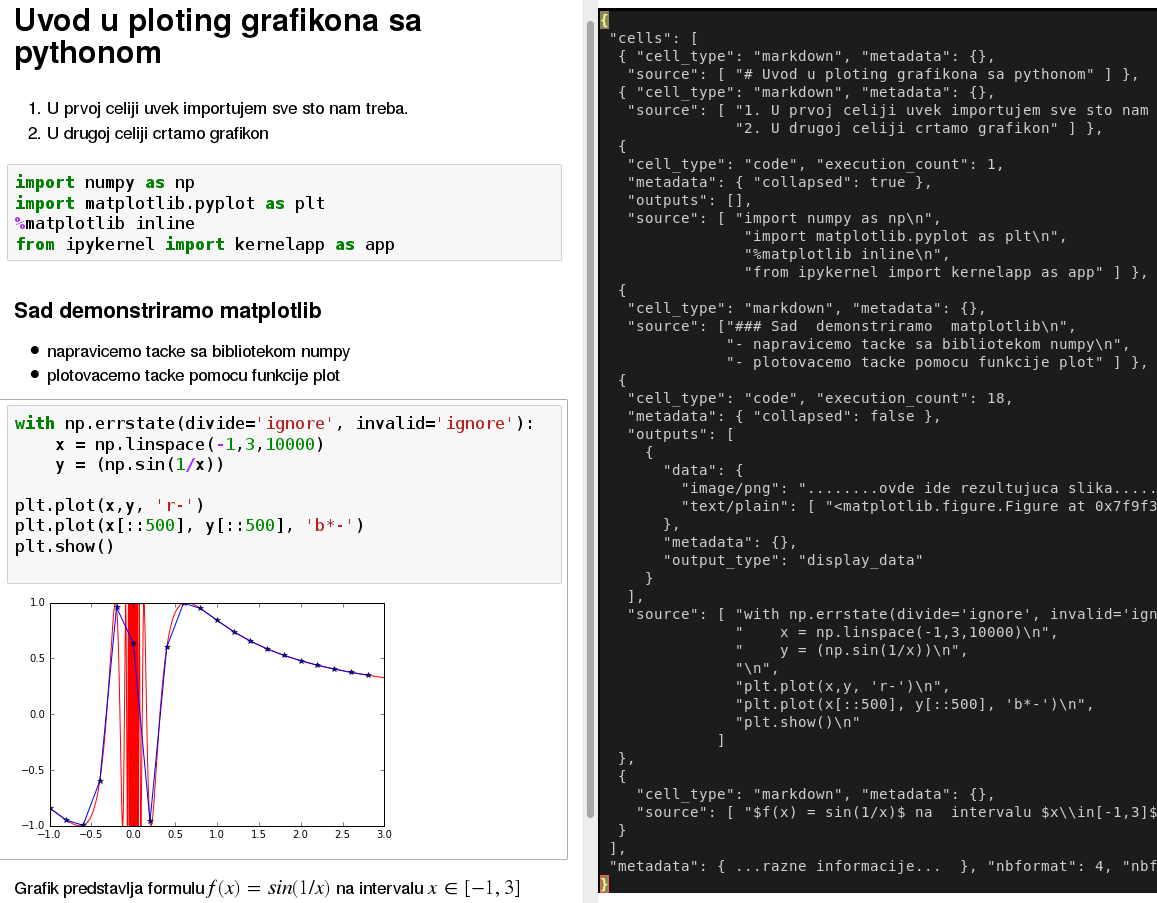 Uvod u ploting grafikona sa
pythonom
1. U prvoj celiji uvek importujem sve sto nam treba.
2. U drugoj celiji crtamo grafikon
import numpy as np
import matplotlib.pyplot as plt
%matplotlib inline
from ipykernel import kernelapp as app
Sad demonstriramo matplotlib
napravicemo tacke sa bibliotekom numpy
plotovacemo tacke pomocu funkcije plot
with np.errstate(divide='ignore', invalid='ignore'):
    x = np.linspace(-1,3,10000)
    y = (np.sin(1/x))
plt.plot(x,y, 'r-')
plt.plot(x[::500], y[::500], 'b*-')
plt.show()
1.0
0.5
0.0
−0.5
−1.0
−1.0 −0.5 0.0 0.5 1.0 1.5 2.0 2.5 3.0
Grafik predstavlja formulu f(x) = sin(1/x) na intervalu x ∈ [−1, 3]
{
 "cells": [
  { "cell_type": "markdown", "metadata": {},
   "source": [ "# Uvod u ploting grafikona sa pythonom" ] },
  { "cell_type": "markdown", "metadata": {},
   "source": [ "1. U prvoj celiji uvek importujem sve sto nam
               "2. U drugoj celiji crtamo grafikon" ] },
  {
   "cell_type": "code", "execution_count": 1,
   "metadata": { "collapsed": true },
   "outputs": [],
   "source": [ "import numpy as np\n",
                "import matplotlib.pyplot as plt\n",
                "%matplotlib inline\n",
                "from ipykernel import kernelapp as app" ] },
  {
   "cell_type": "markdown", "metadata": {},
   "source": ["### Sad  demonstriramo  matplotlib\n",
              "- napravicemo tacke sa bibliotekom numpy\n",
              "- plotovacemo tacke pomocu funkcije plot" ] },
  {
   "cell_type": "code", "execution_count": 18,
   "metadata": { "collapsed": false },
   "outputs": [
     {
       "data": {
         "image/png": "........ovde ide rezultujuca slika.....
         "text/plain": [ "<matplotlib.figure.Figure at 0x7f9f3
       },
       "metadata": {},
       "output_type": "display_data"
     }
   ],
   "source": [ "with np.errstate(divide='ignore', invalid='ign
               "    x = np.linspace(-1,3,10000)\n",
               "    y = (np.sin(1/x))\n",
               "\n",
               "plt.plot(x,y, 'r-')\n",
               "plt.plot(x[::500], y[::500], 'b*-')\n",
               "plt.show()\n"
             ]
  },
  {
    "cell_type": "markdown", "metadata": {},
    "source": [ "$f(x) = sin(1/x)$ na  intervalu $x\\in[-1,3]$
  }
 ],
 "metadata": { ...razne informacije...  }, "nbformat": 4, "nbf
}